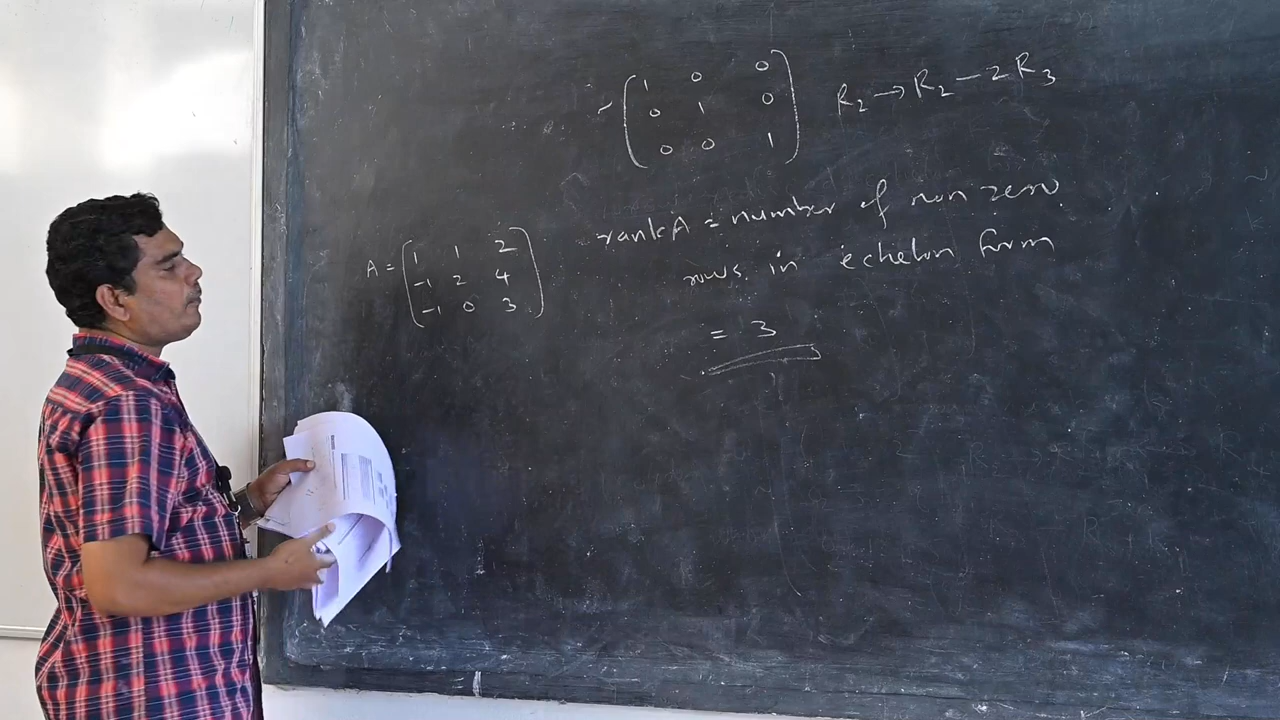 ~ ( 1 0 0 R₂ → R₂ − 2R₃
0 1 0
0 0 1 )
rank A = number of non zero
rows in echelon form
= 3
A = ( 1 1 2
-1 2 4
-1 0 3 )